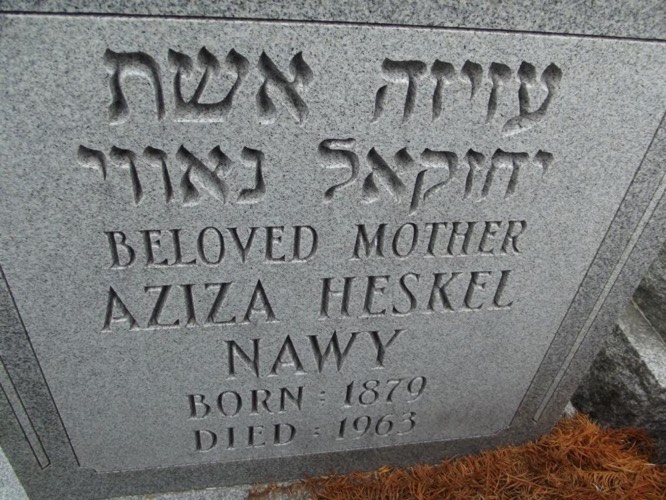 עזיזה אשת
יחזקאל נאווי
BELOVED MOTHER
AZIZA HESKEL
NAWY
BORN : 1879
DIED : 1963